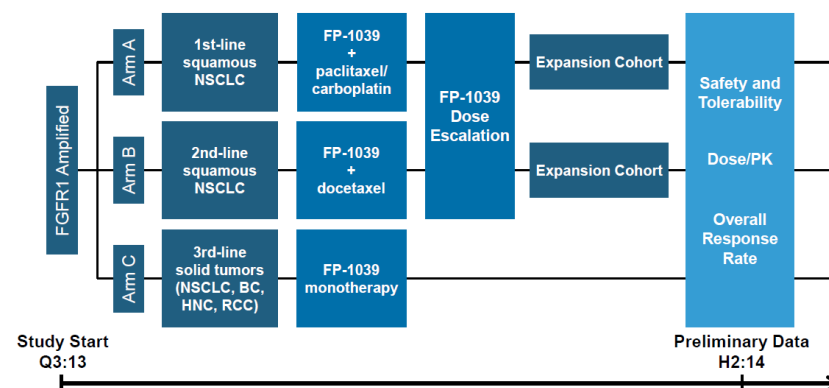 FGFR1 Amplified
Arm A
1st-line
squamous
NSCLC
FP-1039
+
paclitaxel/
carboplatin
FP-1039
Dose
Escalation
Expansion Cohort
Arm B
2nd-line
squamous
NSCLC
FP-1039
+
docetaxel
Expansion Cohort
Arm C
3rd-line
solid tumors
(NSCLC, BC,
HNC, RCC)
FP-1039
monotherapy
Safety and
Tolerability
Dose/PK
Overall
Response
Rate
Study Start
Q3:13
Preliminary Data
H2:14